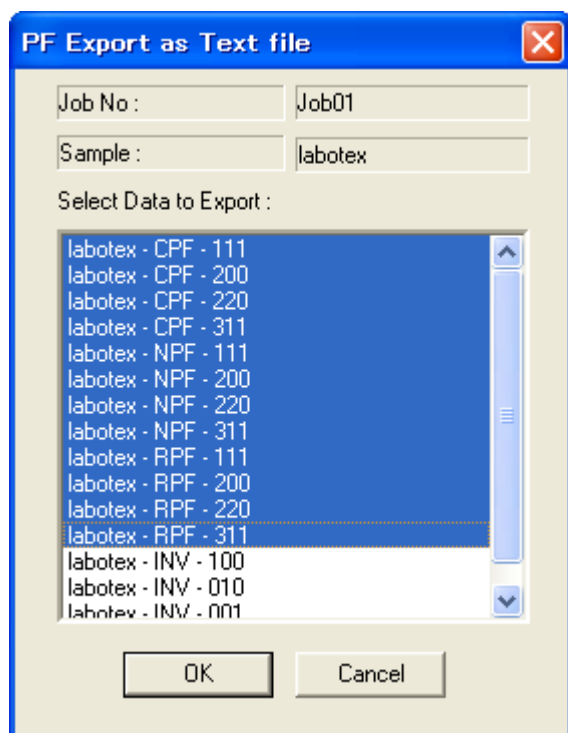 PF Export as Text file
Job No : Job01
Sample : labotex
Select Data to Export :
labotex - CPF - 111
labotex - CPF - 200
labotex - CPF - 220
labotex - CPF - 311
labotex - NPF - 111
labotex - NPF - 200
labotex - NPF - 220
labotex - NPF - 311
labotex - RPF - 111
labotex - RPF - 200
labotex - RPF - 220
labotex - RPF - 311
labotex - INV - 100
labotex - INV - 010
labotex - INV - 001
OK Cancel